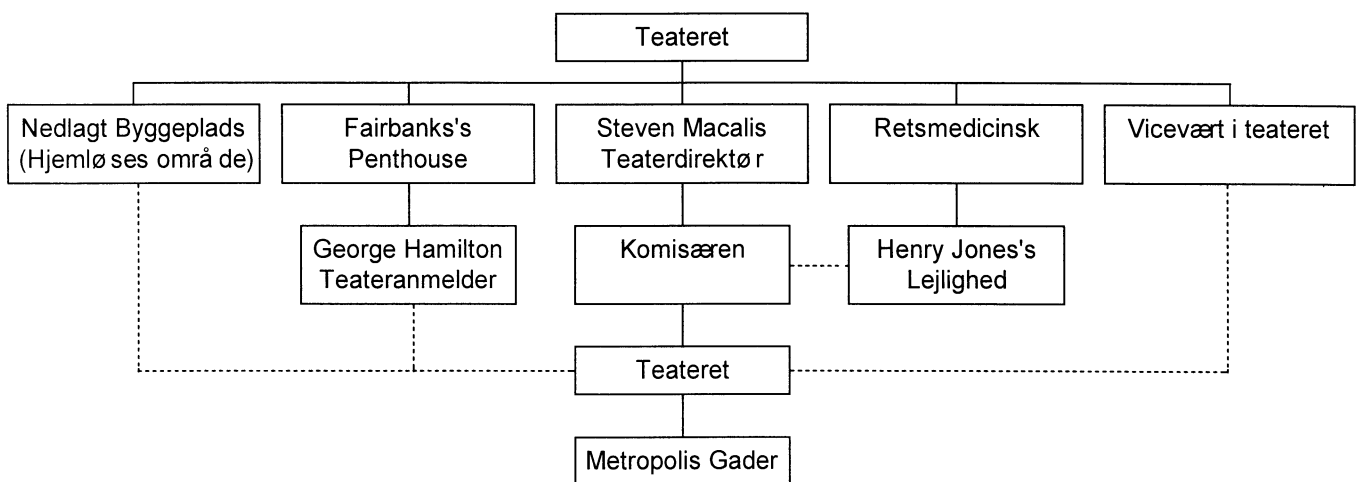 Teateret
Nedlagt Byggeplads
(Hjemløses område)
Fairbanks's
Penthouse
Steven Macalis
Teaterdirektør
Retsmedicinsk
Vicevært i teateret
George Hamilton
Teateranmelder
Komisæren
Henry Jones's
Lejlighed
Teateret
Metropolis Gader